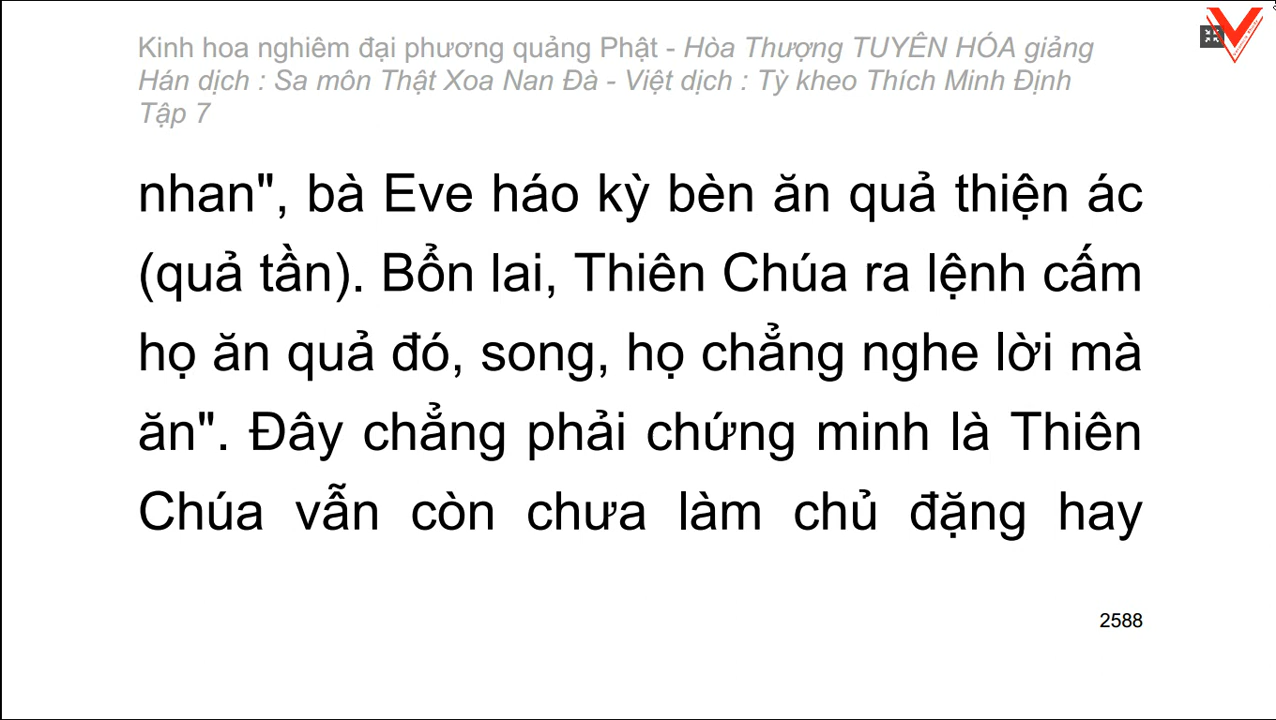 Kinh hoa nghiêm đại phương quảng Phật - Hòa Thượng TUYÊN HÓA giảng
Hán dịch : Sa môn Thật Xoa Nan Đà - Việt dịch : Tỳ kheo Thích Minh Định
Tập 7
nhan", bà Eve háo kỳ bèn ăn quả thiện ác
(quả tần). Bổn lai, Thiên Chúa ra lệnh cấm
họ ăn quả đó, song, họ chẳng nghe lời mà
ăn". Đây chẳng phải chứng minh là Thiên
Chúa vẫn còn chưa làm chủ đặng hay
2588